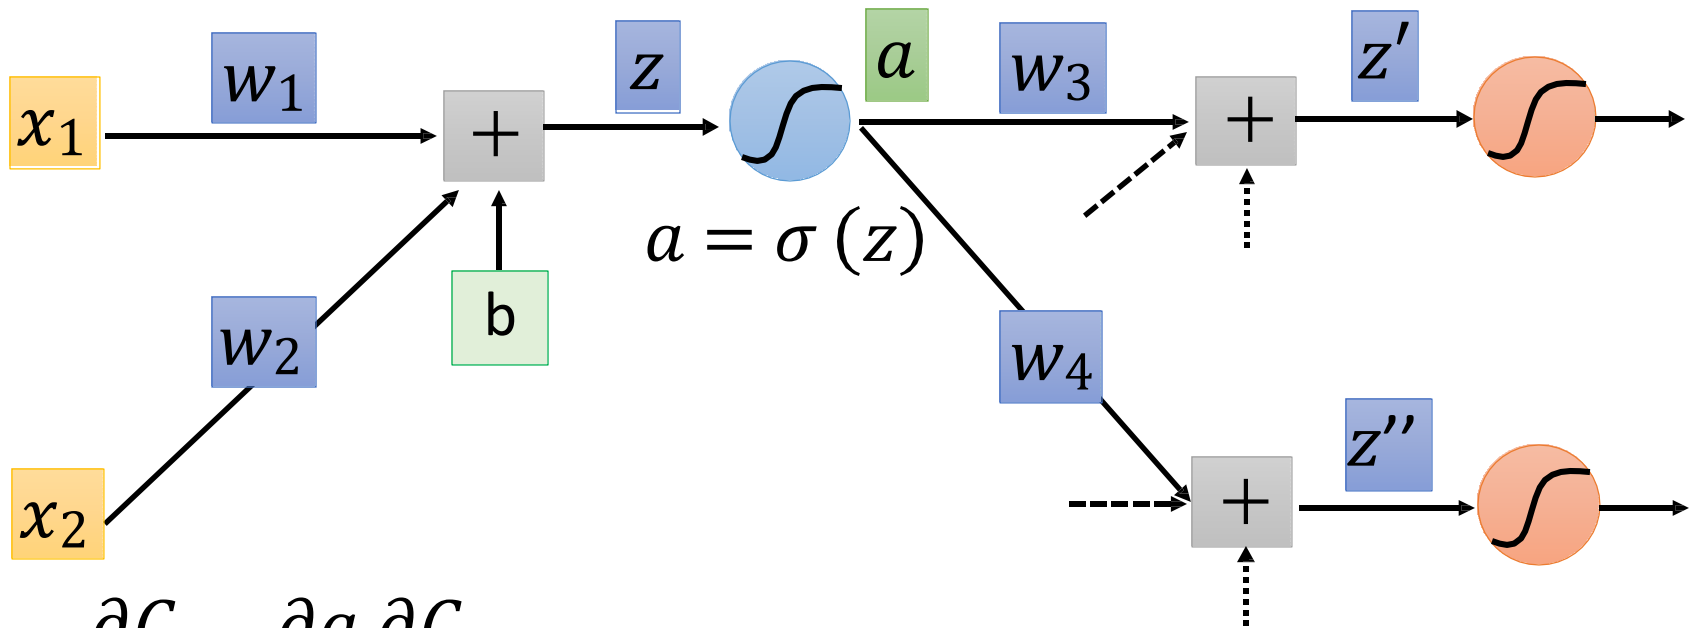 x₁ w₁ + z a w₃ + z′
a = σ (z)
w₂ b w₄
x₂ + z′′
∂C ∂a ∂C